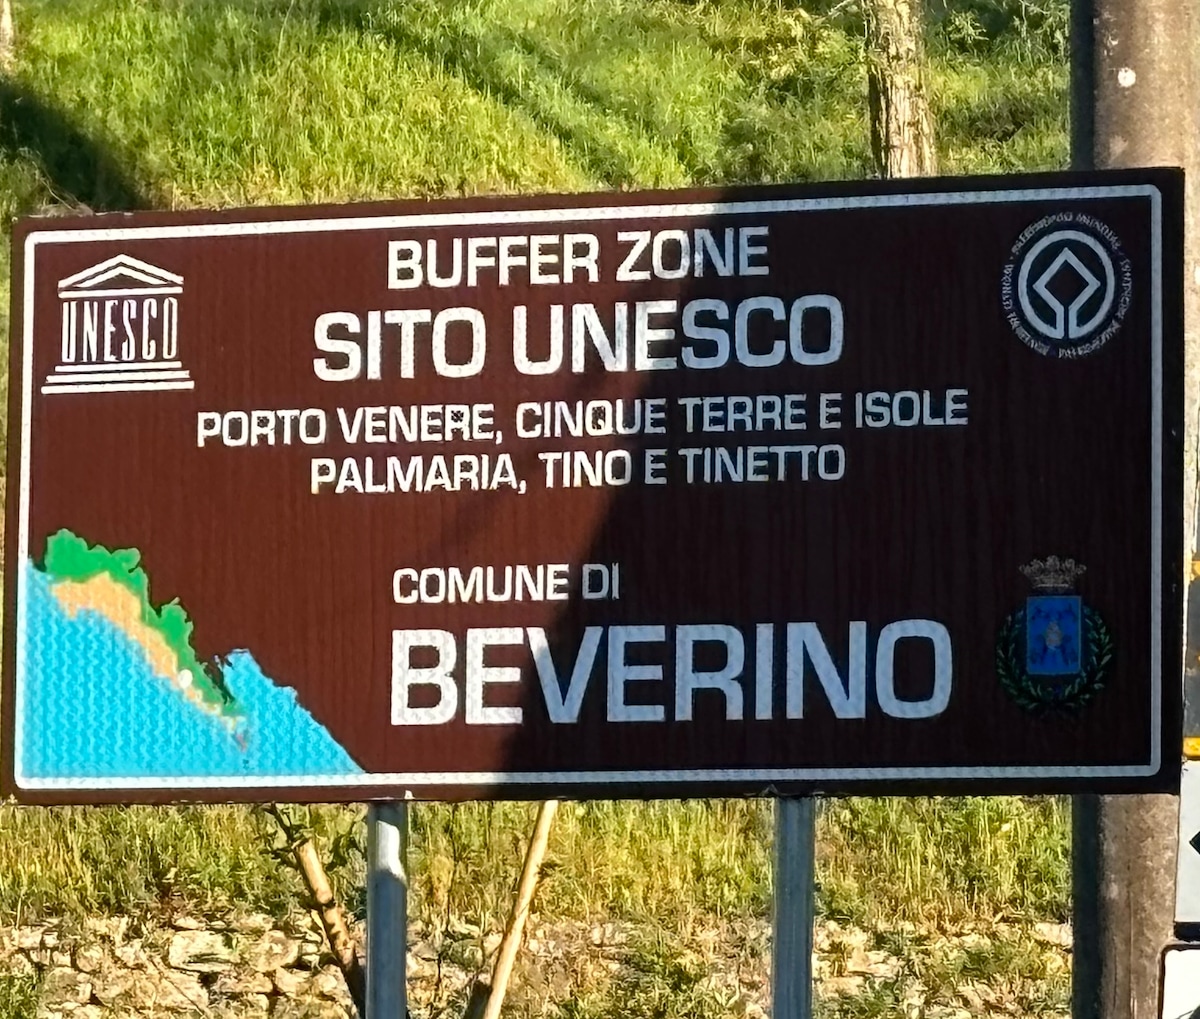 BUFFER ZONE
UNESCO
SITO UNESCO
PORTO VENERE, CINQUE TERRE E ISOLE
PALMARIA, TINO E TINETTO
COMUNE DI
BEVERINO